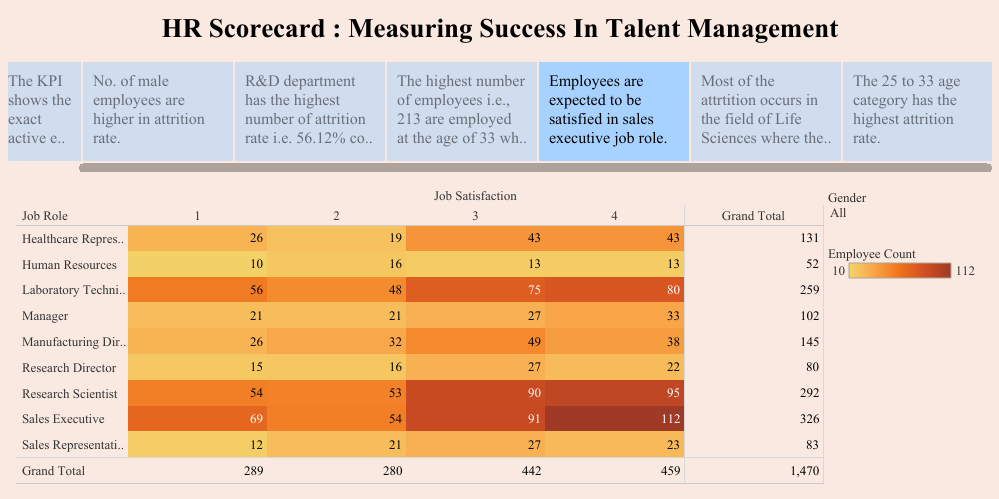 HR Scorecard : Measuring Success In Talent Management
The KPI
shows the
exact
active e..
No. of male
employees are
higher in attrition
rate.
R&D department
has the highest
number of attrition
rate i.e. 56.12% co..
The highest number
of employees i.e.,
213 are employed
at the age of 33 wh..
Employees are
expected to be
satisfied in sales
executive job role.
Most of the
attrtition occurs in
the field of Life
Sciences where the..
The 25 to 33 age
category has the
highest attrition
rate.
Job Satisfaction
Job Role 1 2 3 4 Grand Total
Healthcare Repres.. 26 19 43 43 131
Human Resources 10 16 13 13 52
Laboratory Techni.. 56 48 75 80 259
Manager 21 21 27 33 102
Manufacturing Dir.. 26 32 49 38 145
Research Director 15 16 27 22 80
Research Scientist 54 53 90 95 292
Sales Executive 69 54 91 112 326
Sales Representati.. 12 21 27 23 83
Grand Total 289 280 442 459 1,470
Gender
All
Employee Count
10 112